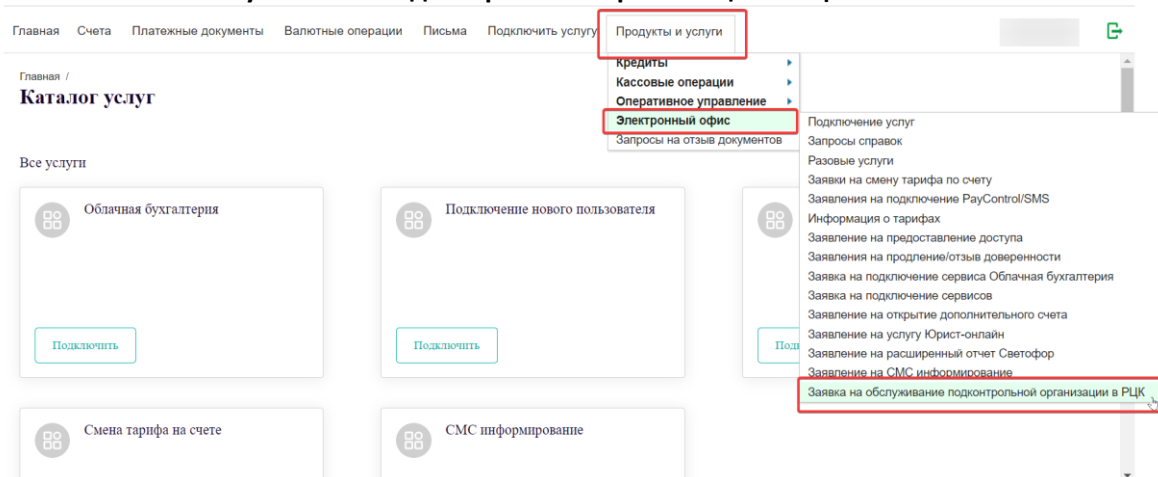 Главная Счета Платежные документы Валютные операции Письма Подключить услугу Продукты и услуги
Главная /
Каталог услуг
Кредиты
Кассовые операции
Оперативное управление
Электронный офис
Запросы на отзыв документов
Подключение услуг
Запросы справок
Разовые услуги
Заявки на смену тарифа по счету
Заявления на подключение PayControl/SMS
Информация о тарифах
Заявление на предоставление доступа
Заявления на продление/отзыв доверенности
Заявка на подключение сервиса Облачная бухгалтерия
Заявка на подключение сервисов
Заявление на открытие дополнительного счета
Заявление на услугу Юрист-онлайн
Заявление на расширенный отчет Светофор
Заявление на СМС информирование
Заявка на обслуживание подконтрольной организации в РЦК
Все услуги
Облачная бухгалтерия
Подключить
Подключение нового пользователя
Подключить
Смена тарифа на счете
СМС информирование